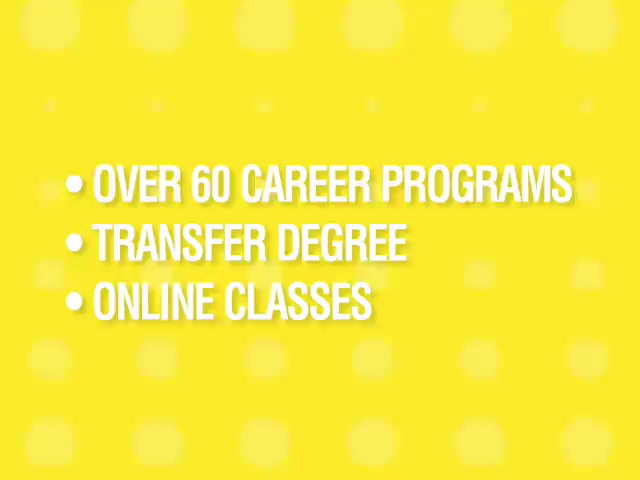 • OVER 60 CAREER PROGRAMS
• TRANSFER DEGREE
• ONLINE CLASSES